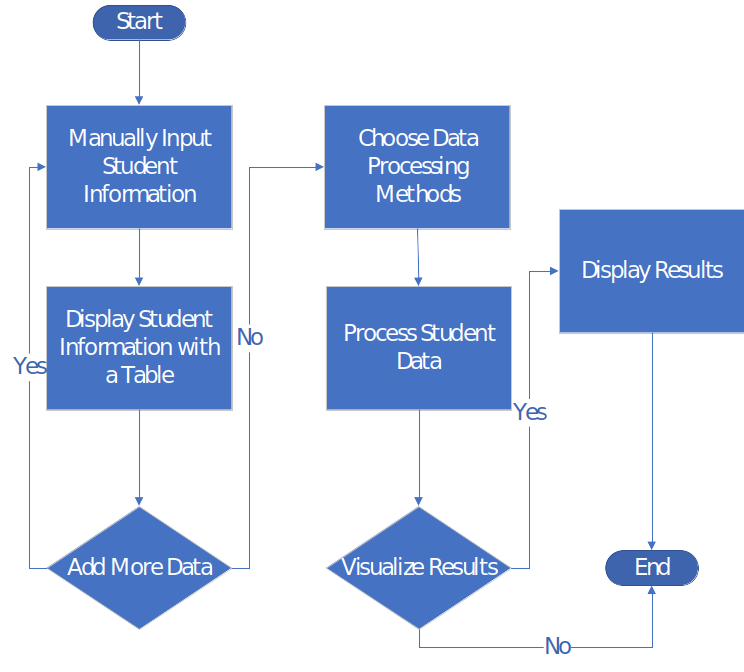 Start
Manually Input
Student
Information
Display Student
Information with
a Table
Yes
Add More Data
No
Choose Data
Processing
Methods
Process Student
Data
Visualize Results
Yes
No
Display Results
End